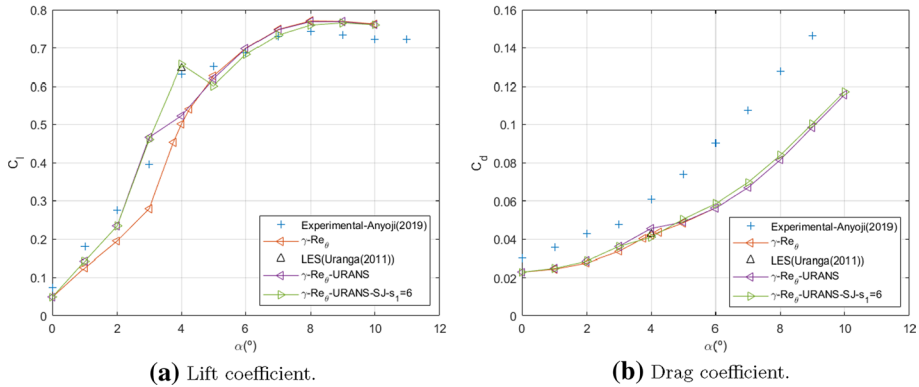 0.8
0.7
0.6
0.5
0.4
0.3
0.2
0.1
0
C_l
0 2 4 6 8 10 12
α(º)
Experimental-Anyoji(2019)
γ-Re_θ
LES(Uranga(2011))
γ-Re_θ-URANS
γ-Re_θ-URANS-SJ-s_1=6
(a) Lift coefficient.
0.16
0.14
0.12
0.1
0.08
0.06
0.04
0.02
0
C_d
0 2 4 6 8 10 12
α(º)
Experimental-Anyoji(2019)
γ-Re_θ
LES(Uranga(2011))
γ-Re_θ-URANS
γ-Re_θ-URANS-SJ-s_1=6
(b) Drag coefficient.